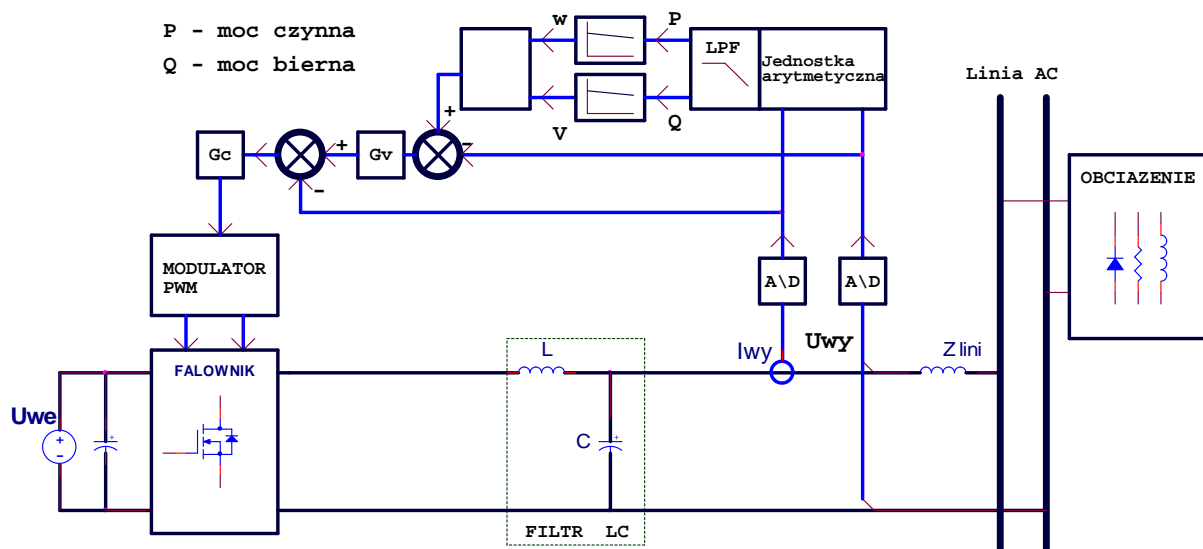 P - moc czynna
Q - moc bierna
w
P
LPF
Jednostka
arytmetyczna
Linia AC
V
Q
+
-
Gc
+
Gv
-
OBCIAZENIE
MODULATOR
PWM
A\D
A\D
Uwy
L
Iwy
Z lini
FALOWNIK
Uwe
+
-
+
C
+
FILTR LC